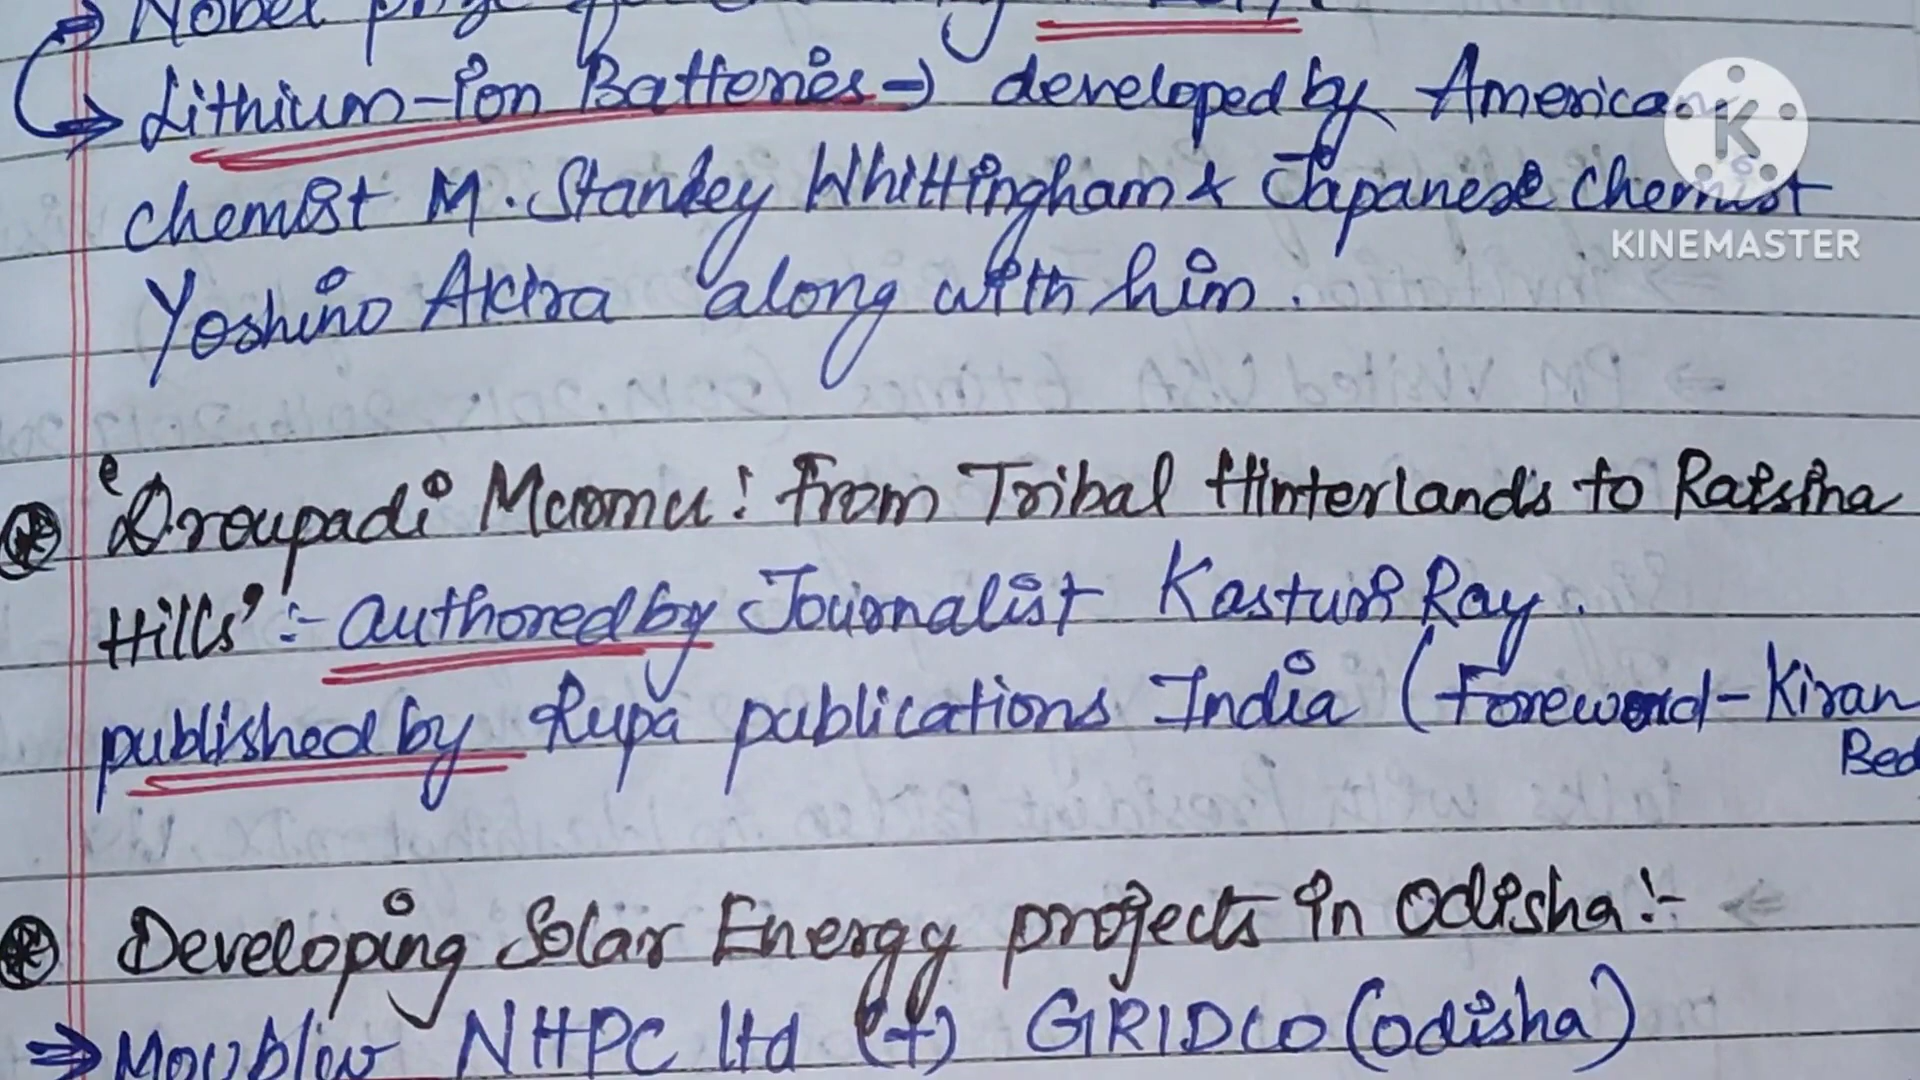 Nobel prize
Lithium-ion Batteries → developed by American
chemist M. Stanley Whittingham & Japanese chemist
Yoshino Akira along with him.
'Droupadi Murmu: From Tribal Hinterlands to Raisina
Hills' :- authored by Journalist Kasturi Ray.
published by Rupa publications India (Foreword - Kiran
Bed
Developing Solar Energy projects in Odisha :-
⇒ NHPC ltd (+) GRIDCO (Odisha)
K
KINEMASTER